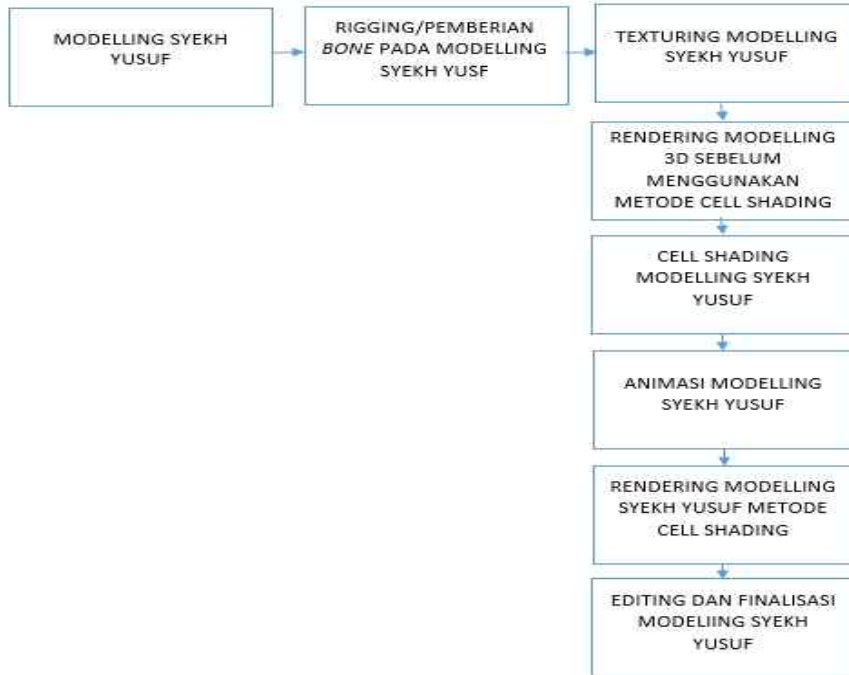 MODELLING SYEKH
YUSUF
RIGGING/PEMBERIAN
BONE PADA MODELLING
SYEKH YUSF
TEXTURING MODELLING
SYEKH YUSUF
RENDERING MODELLING
3D SEBELUM
MENGGUNAKAN
METODE CELL SHADING
CELL SHADING
MODELLING SYEKH
YUSUF
ANIMASI MODELLING
SYEKH YUSUF
RENDERING MODELLING
SYEKH YUSUF METODE
CELL SHADING
EDITING DAN FINALISASI
MODELIING SYEKH
YUSUF